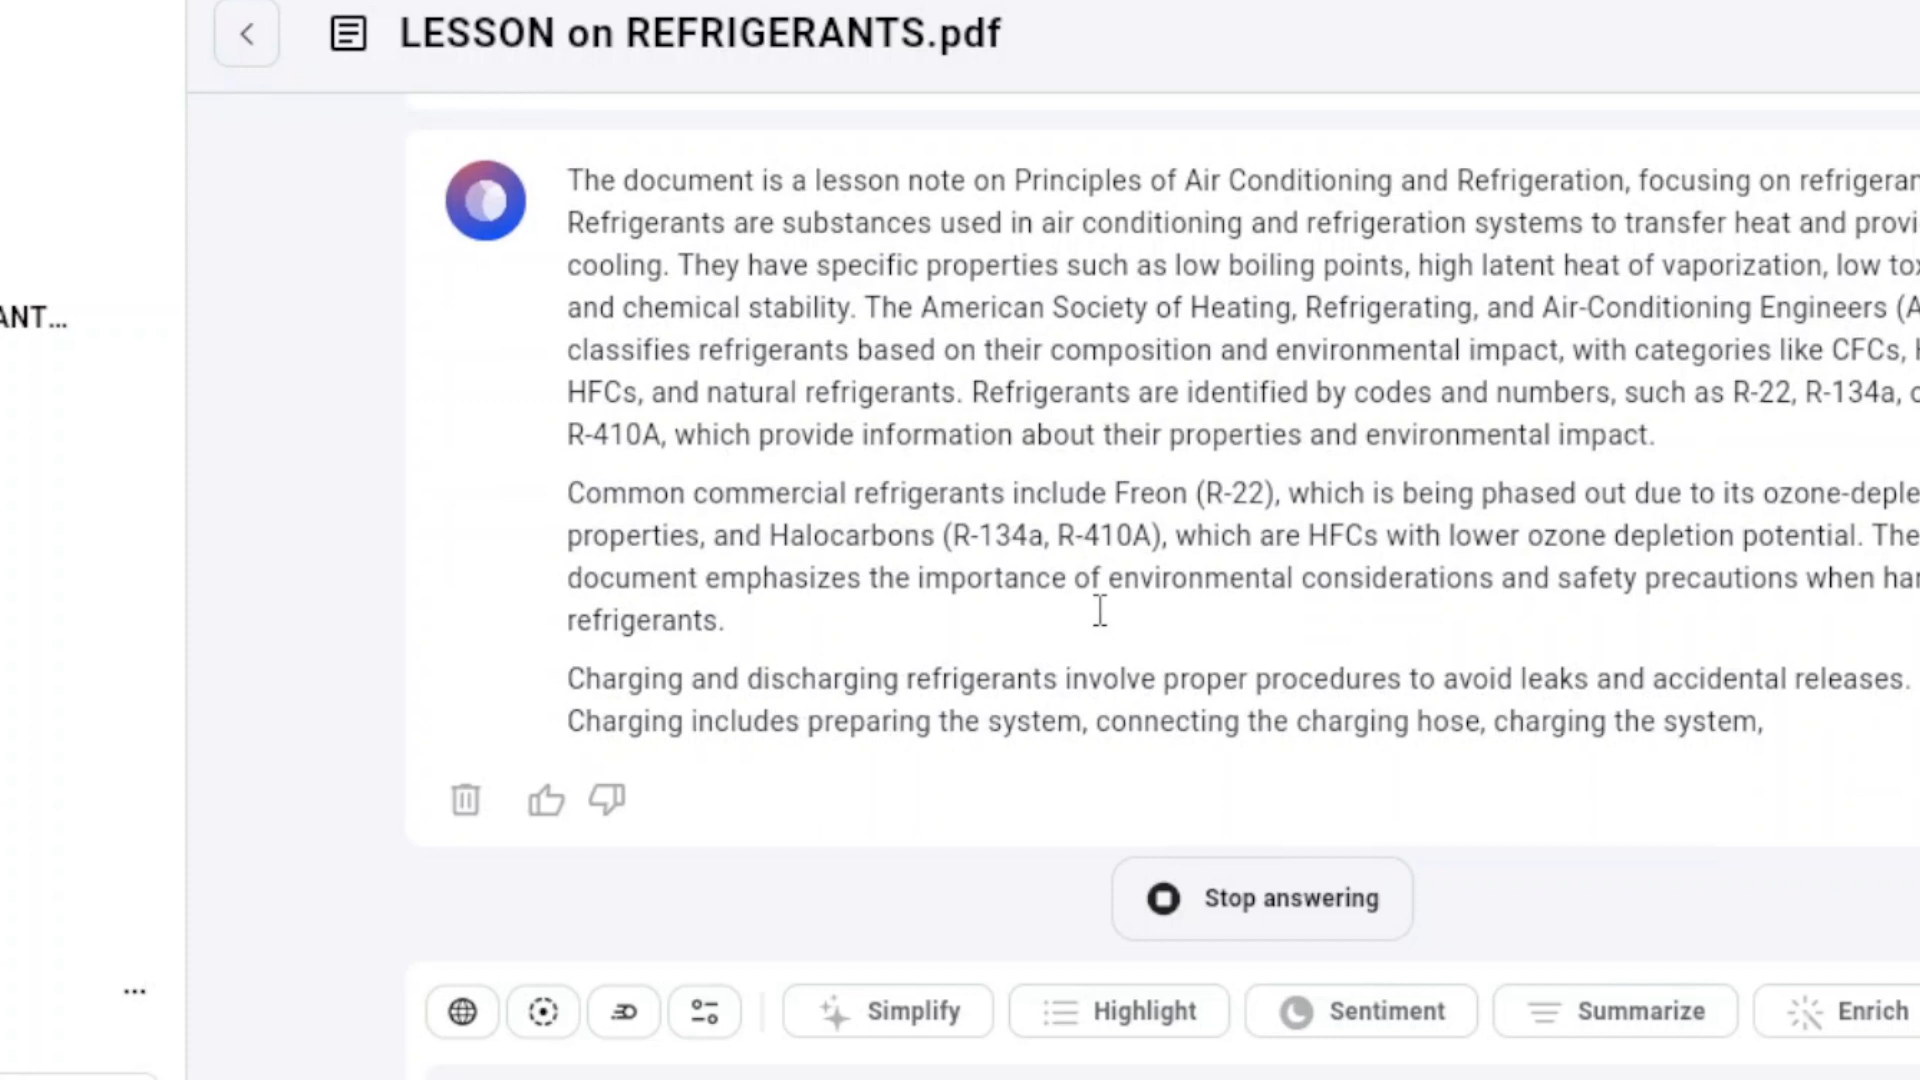 LESSON on REFRIGERANTS.pdf
ANT...
The document is a lesson note on Principles of Air Conditioning and Refrigeration, focusing on
Refrigerants are substances used in air conditioning and refrigeration systems to transfer heat and
cooling. They have specific properties such as low boiling points, high latent heat of vaporization, low
and chemical stability. The American Society of Heating, Refrigerating, and Air-Conditioning Engineers
classifies refrigerants based on their composition and environmental impact, with categories like CFCs,
HFCs, and natural refrigerants. Refrigerants are identified by codes and numbers, such as R-22, R-134a,
R-410A, which provide information about their properties and environmental impact.
Common commercial refrigerants include Freon (R-22), which is being phased out due to its
properties, and Halocarbons (R-134a, R-410A), which are HFCs with lower ozone depletion potential. The
document emphasizes the importance of environmental considerations and safety precautions when
refrigerants.
Charging and discharging refrigerants involve proper procedures to avoid leaks and accidental releases.
Charging includes preparing the system, connecting the charging hose, charging the system,
Stop answering
Simplify Highlight Sentiment Summarize Enrich